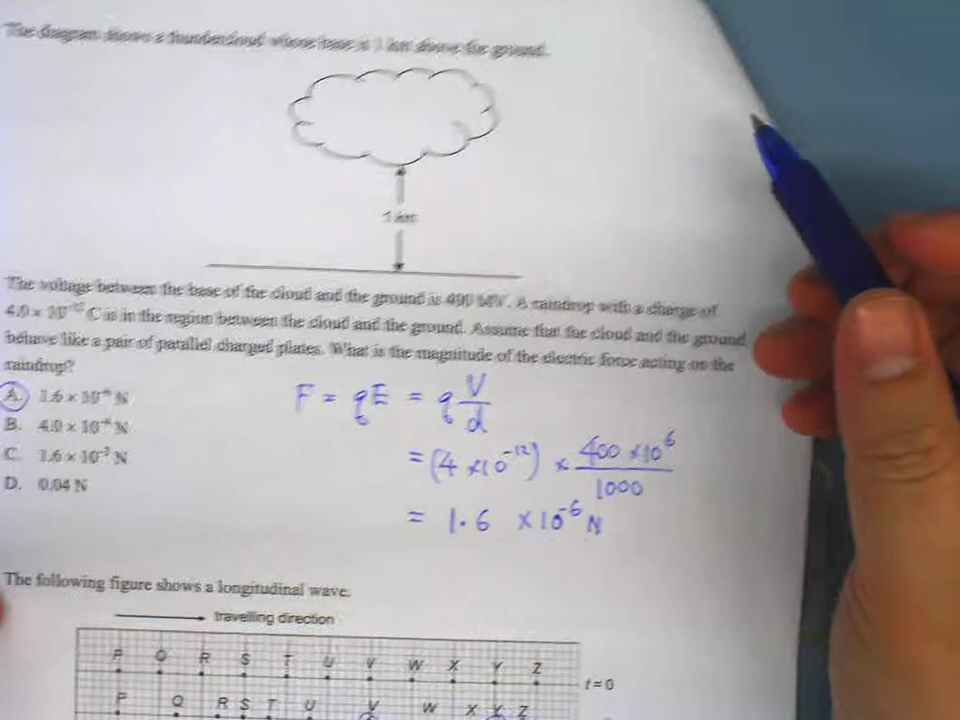 The diagram shows a thundercloud whose base is 1 km above the ground.
1 km
The voltage between the base of the cloud and the ground is 400 MV. A raindrop with a charge of
4.0 × 10⁻¹² C is in the region between the cloud and the ground. Assume that the cloud and the ground
behave like a pair of parallel charged plates. What is the magnitude of the electric force acting on the
raindrop?
A. 1.6 × 10⁻⁶ N
B. 4.0 × 10 N
C. 1.6 × 10⁻³ N
D. 0.04 N
F = qE = q V/d
= (4 × 10⁻¹²) × 400 × 10⁶ / 1000
= 1.6 × 10⁻⁶ N
The following figure shows a longitudinal wave.
travelling direction
P Q R S T U V W X Y Z
t = 0
P Q R S T U V W X Y Z